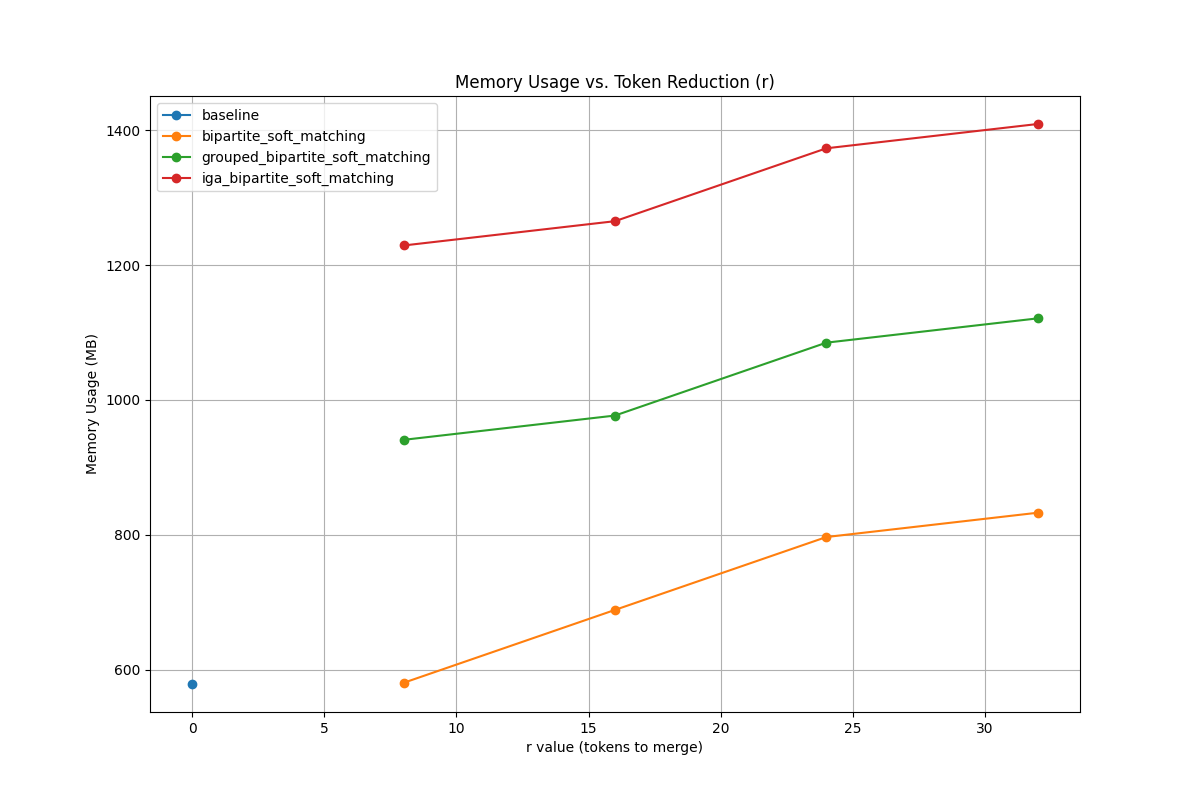 Memory Usage vs. Token Reduction (r)
baseline
bipartite_soft_matching
grouped_bipartite_soft_matching
iga_bipartite_soft_matching
1400
1200
1000
800
600
Memory Usage (MB)
0 5 10 15 20 25 30
r value (tokens to merge)